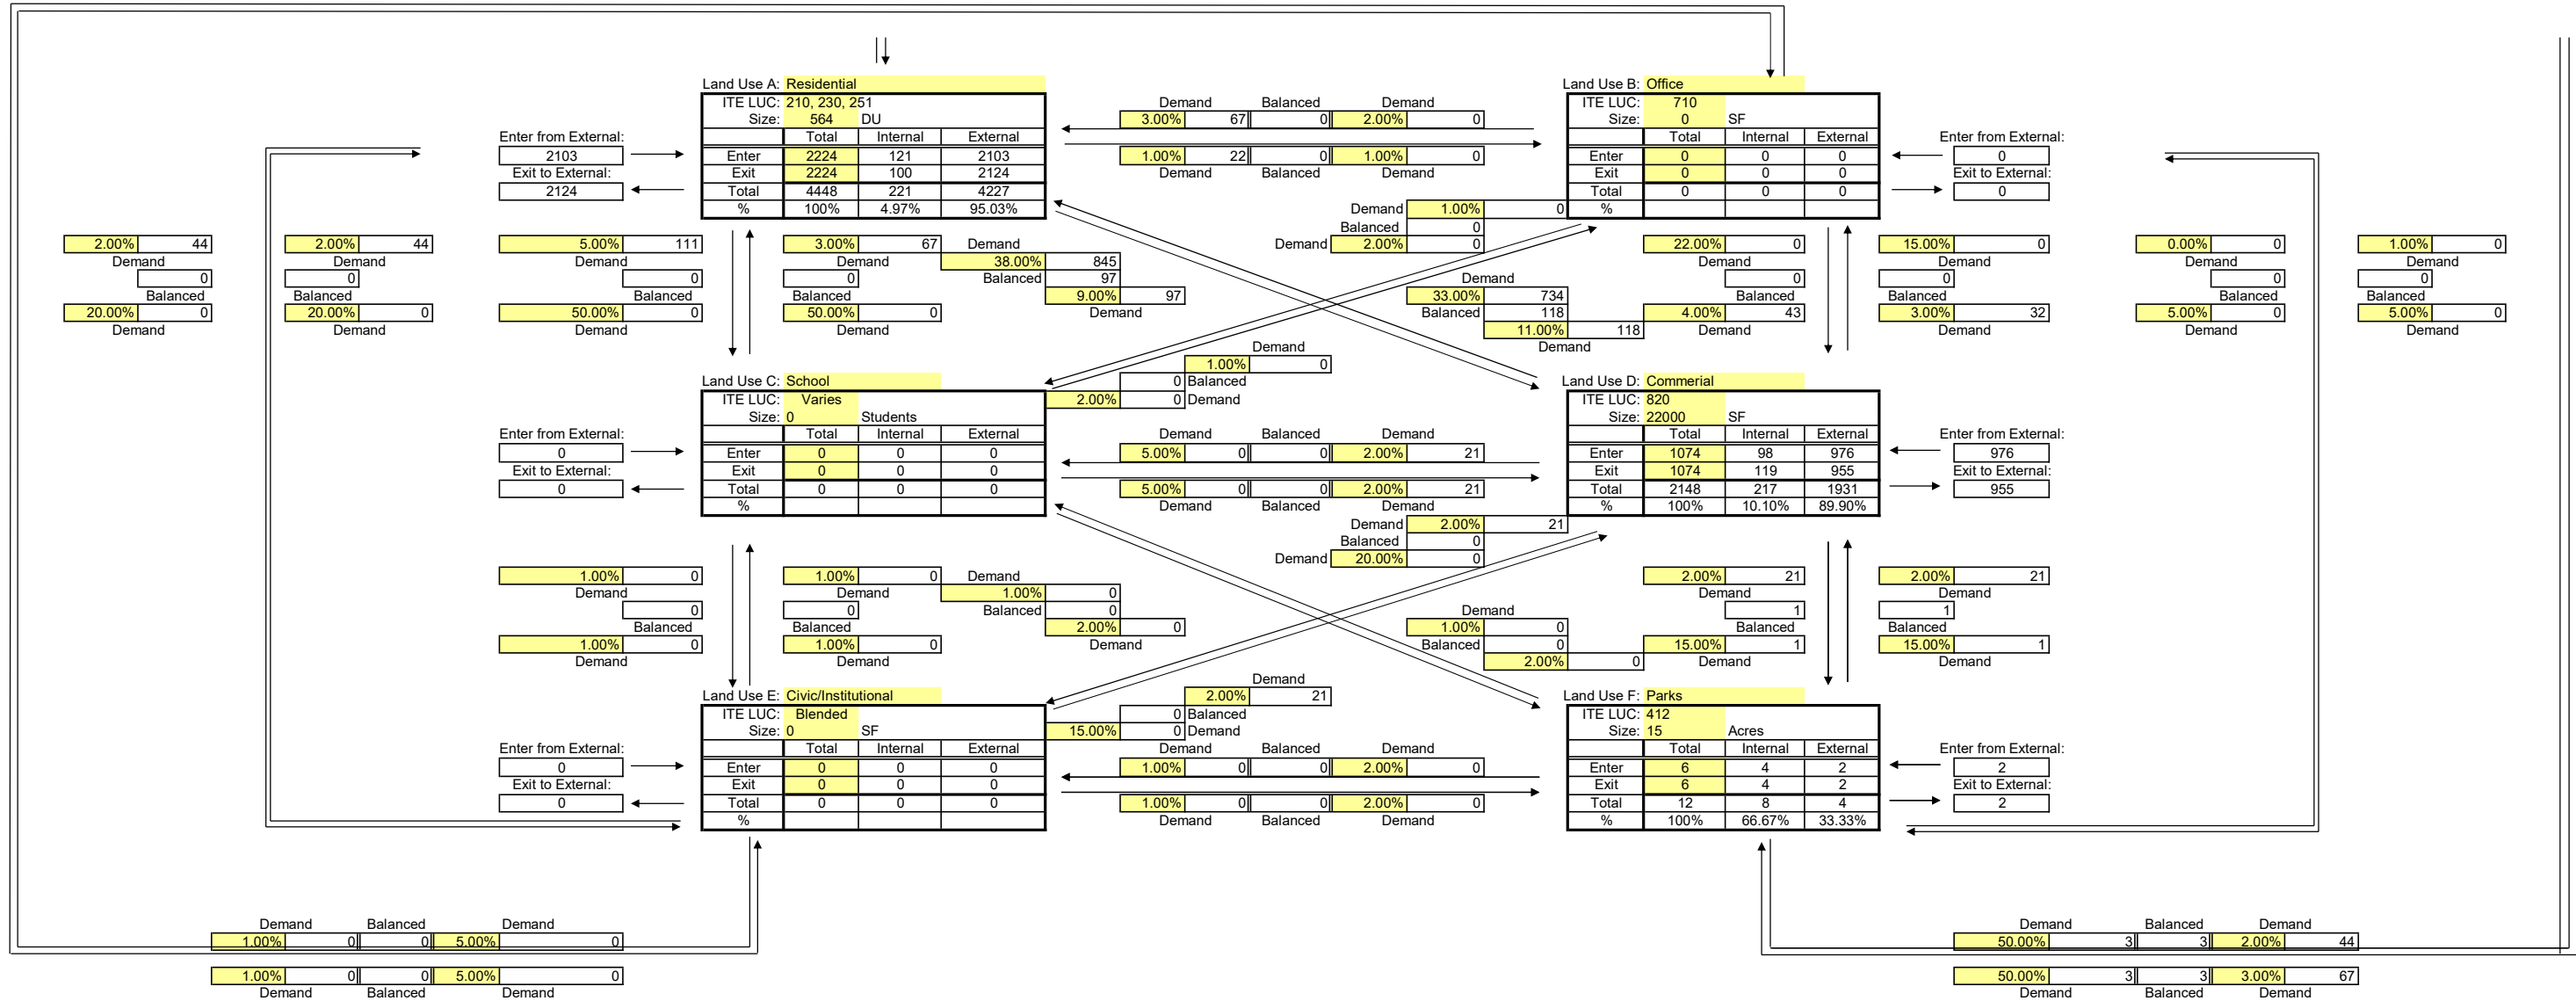 Land Use A: Residential
ITE LUC: 210, 230, 251
Size: 564 DU
Total Internal External
Enter 2224 121 2103
Exit 2224 100 2124
Total 4448 221 4227
% 100% 4.97% 95.03%
Enter from External:
2103
Exit to External:
2124
Demand Balanced Demand
3.00% 67 0 2.00% 0
1.00% 22 0 1.00% 0
Demand Balanced Demand
Land Use B: Office
ITE LUC: 710
Size: 0 SF
Total Internal External
Enter 0 0 0
Exit 0 0 0
Total 0 0 0
%
Enter from External:
0
Exit to External:
0
Demand 1.00% 0
Balanced 0
Demand 2.00% 0
2.00% 44
Demand
0
Balanced
20.00% 0
Demand
2.00% 44
Demand
0
Balanced
20.00% 0
Demand
5.00% 111
Demand
0
Balanced
50.00% 0
Demand
3.00% 67
Demand
0
Balanced
50.00% 0
Demand
Demand
38.00% 845
Balanced 97
9.00% 97
Demand
Demand
33.00% 734
Balanced 118
11.00% 118
Demand
22.00% 0
Demand
0
Balanced
4.00% 43
Demand
15.00% 0
Demand
0
Balanced
3.00% 32
Demand
0.00% 0
Demand
0
Balanced
5.00% 0
Demand
1.00% 0
Demand
0
Balanced
5.00% 0
Demand
Demand
1.00% 0
0 Balanced
2.00% 0 Demand
Land Use C: School
ITE LUC: Varies
Size: 0 Students
Total Internal External
Enter 0 0 0
Exit 0 0 0
Total 0 0 0
%
Enter from External:
0
Exit to External:
0
Demand Balanced Demand
5.00% 0 0 2.00% 21
5.00% 0 0 2.00% 21
Demand Balanced Demand
Land Use D: Commerial
ITE LUC: 820
Size: 22000 SF
Total Internal External
Enter 1074 98 976
Exit 1074 119 955
Total 2148 217 1931
% 100% 10.10% 89.90%
Enter from External:
976
Exit to External:
955
Demand 2.00% 21
Balanced 0
Demand 20.00% 0
1.00% 0
Demand
0
Balanced
1.00% 0
Demand
1.00% 0
Demand
0
Balanced
1.00% 0
Demand
Demand
1.00% 0
Balanced 0
2.00% 0
Demand
Demand
1.00% 0
Balanced 0
2.00% 0
2.00% 21
Demand
1
Balanced
15.00% 1
Demand
2.00% 21
Demand
1
Balanced
15.00% 1
Demand
Demand
2.00% 21
0 Balanced
15.00% 0 Demand
Land Use E: Civic/Institutional
ITE LUC: Blended
Size: 0 SF
Total Internal External
Enter 0 0 0
Exit 0 0 0
Total 0 0 0
%
Enter from External:
0
Exit to External:
0
Demand Balanced Demand
1.00% 0 0 2.00% 0
1.00% 0 0 2.00% 0
Demand Balanced Demand
Land Use F: Parks
ITE LUC: 412
Size: 15 Acres
Total Internal External
Enter 6 4 2
Exit 6 4 2
Total 12 8 4
% 100% 66.67% 33.33%
Enter from External:
2
Exit to External:
2
Demand Balanced Demand
1.00% 0 0 5.00% 0
1.00% 0 0 5.00% 0
Demand Balanced Demand
Demand Balanced Demand
50.00% 3 3 2.00% 44
50.00% 3 3 3.00% 67
Demand Balanced Demand